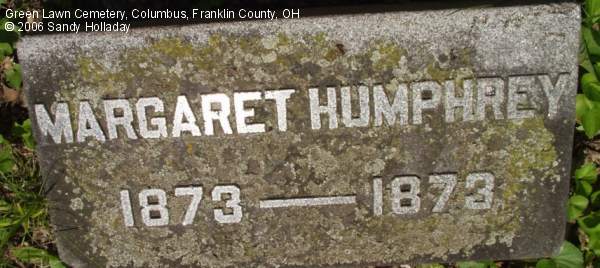 Green Lawn Cemetery, Columbus, Franklin County, OH
© 2006 Sandy Holladay
MARGARET HUMPHREY
1873 — 1873